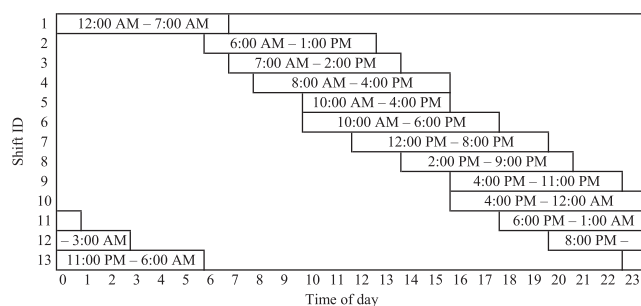 1 12:00 AM – 7:00 AM
2 6:00 AM – 1:00 PM
3 7:00 AM – 2:00 PM
4 8:00 AM – 4:00 PM
5 10:00 AM – 4:00 PM
6 10:00 AM – 6:00 PM
7 12:00 PM – 8:00 PM
8 2:00 PM – 9:00 PM
9 4:00 PM – 11:00 PM
10 4:00 PM – 12:00 AM
11 6:00 PM – 1:00 AM
12 – 3:00 AM 8:00 PM –
13 11:00 PM – 6:00 AM
Shift ID
0 1 2 3 4 5 6 7 8 9 10 11 12 13 14 15 16 17 18 19 20 21 22 23
Time of day